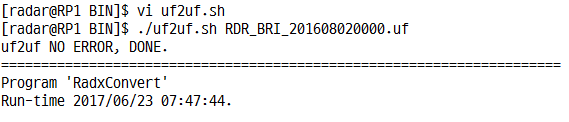 [radar@RP1 BIN]$ vi uf2uf.sh
[radar@RP1 BIN]$ ./uf2uf.sh RDR_BRI_201608020000.uf
uf2uf NO ERROR, DONE.
======================================================================
Program 'RadxConvert'
Run-time 2017/06/23 07:47:44.